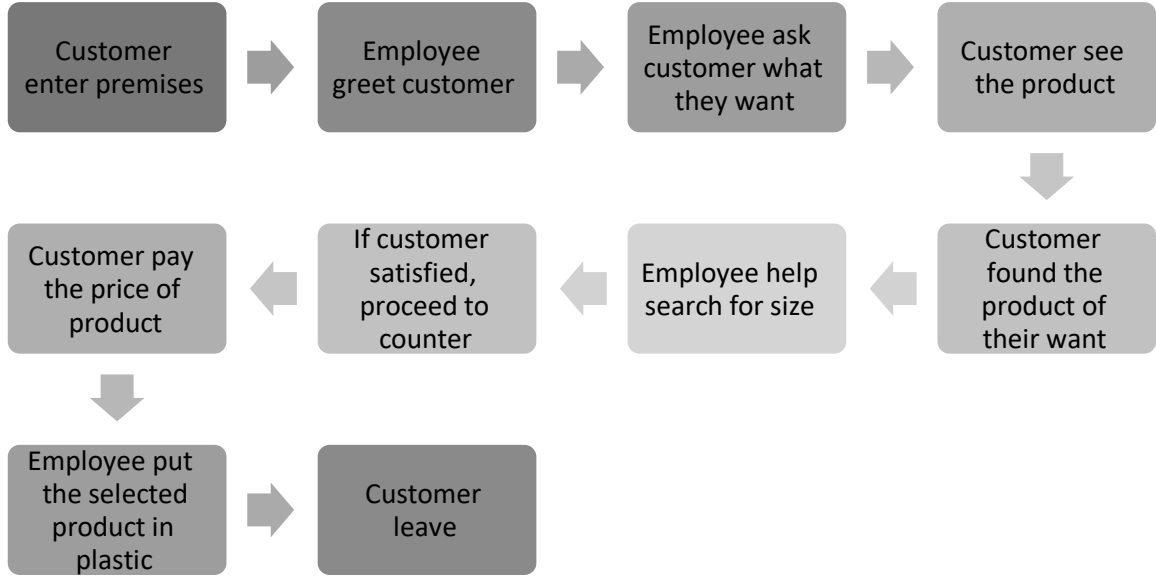 Customer
enter premises
Employee
greet customer
Employee ask
customer what
they want
Customer see
the product
Customer
found the
product of
their want
Employee help
search for size
If customer
satisfied,
proceed to
counter
Customer pay
the price of
product
Employee put
the selected
product in
plastic
Customer
leave